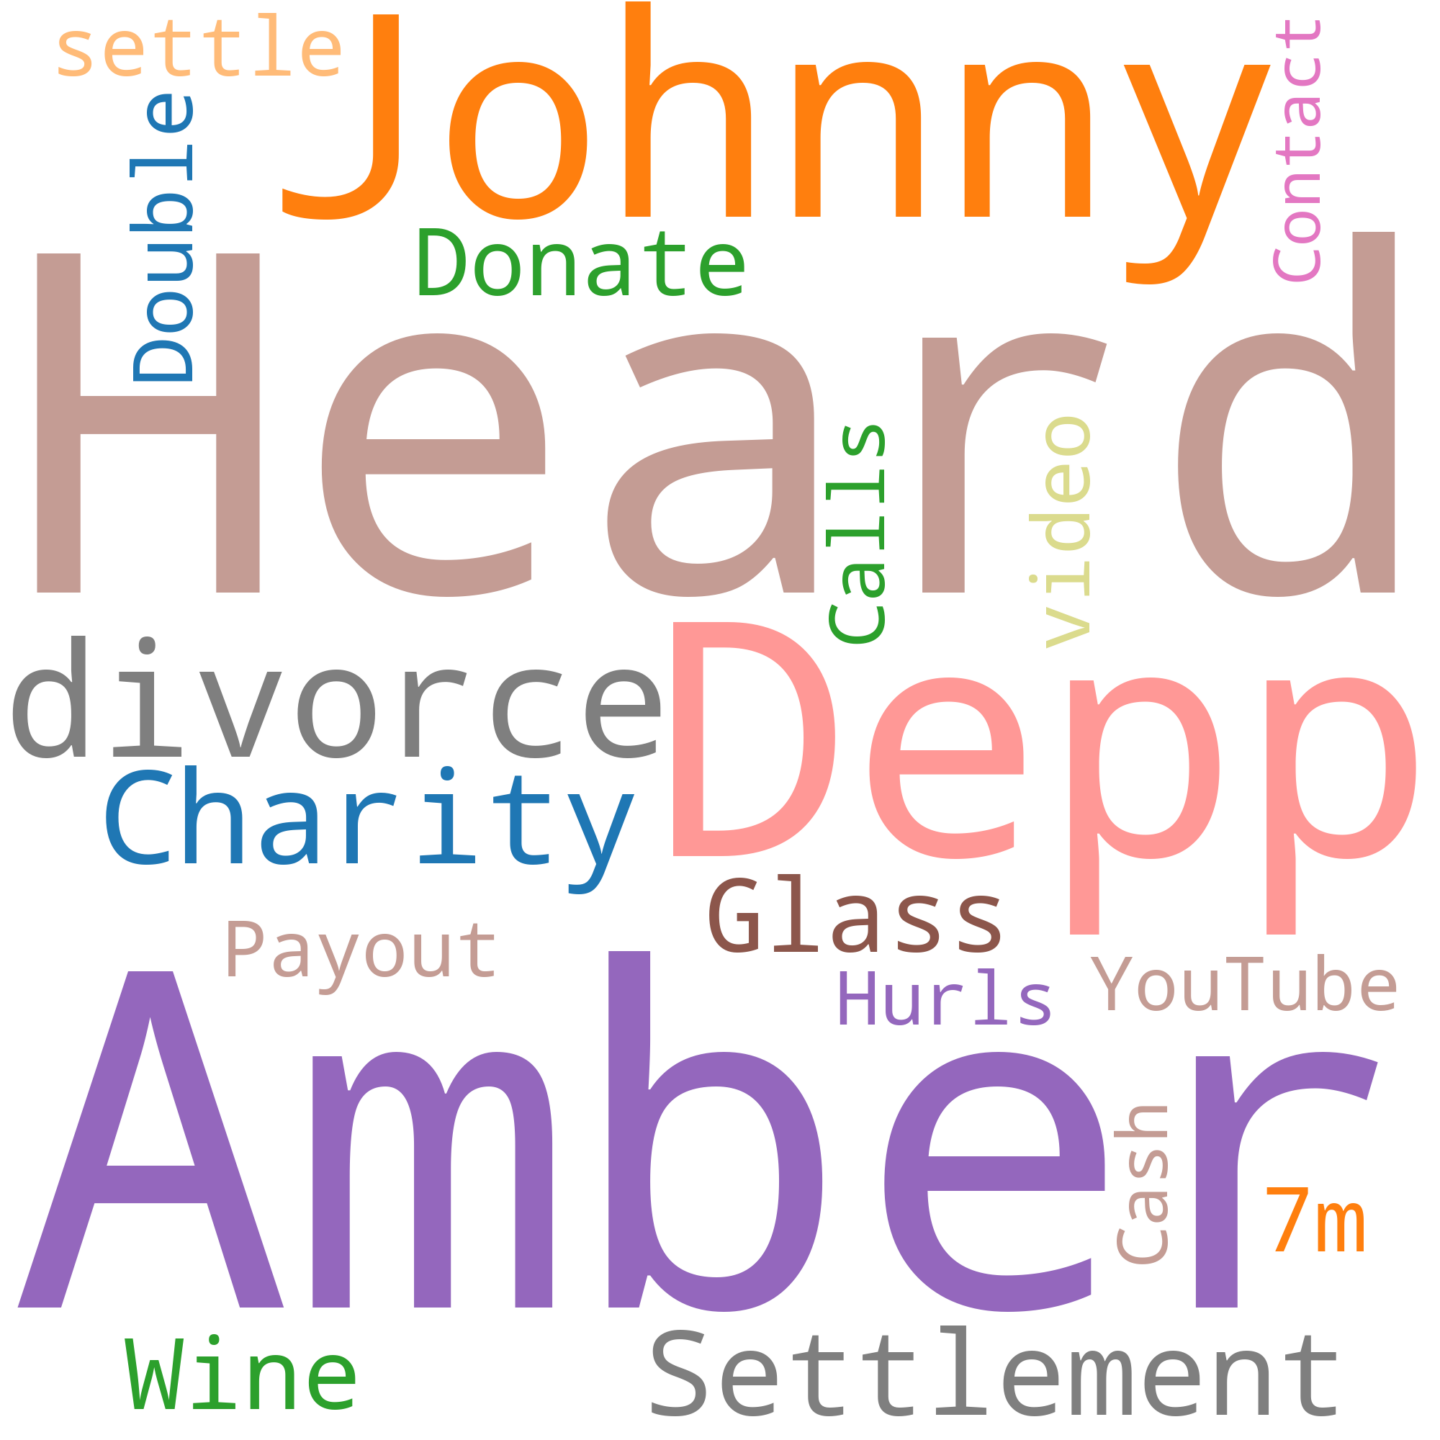 settle
Johnny
Contact
Double
Donate
Heard
Calls
video
divorce
Depp
Charity
Glass
Payout
Hurls
YouTube
Amber
Cash
7m
Wine
Settlement